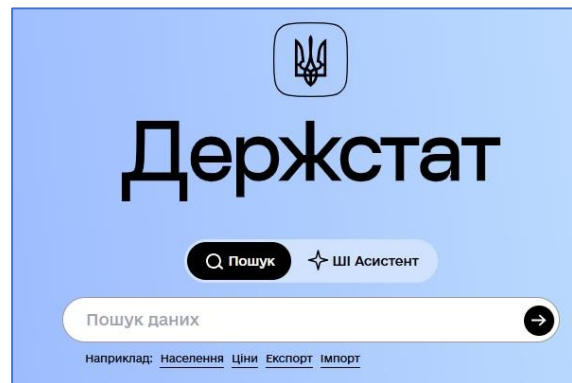 Держстат
Пошук ШІ Асистент
Пошук даних
Наприклад: Населення Ціни Експорт Імпорт